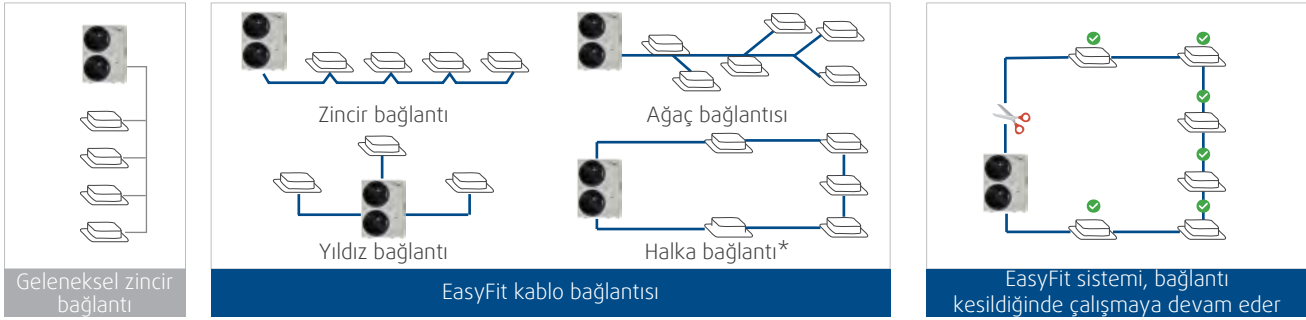 Zincir bağlantı
Ağaç bağlantısı
Yıldız bağlantı
Halka bağlantı*
Geleneksel zincir
bağlantı
EasyFit kablo bağlantısı
EasyFit sistemi, bağlantı
kesildiğinde çalışmaya devam eder